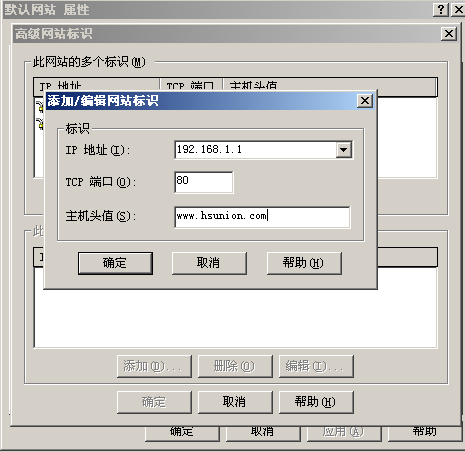 默认网站 属性
高级网站标识
此网站的多个标识(M)
IP 地址 TCP 端口 主机头值
添加/编辑网站标识
标识
IP 地址(I): 192.168.1.1
TCP 端口(O): 80
主机头值(S): www.hsunion.com
确定 取消 帮助(H)
添加(D)... 删除(O) 编辑(I)...
确定 取消 帮助(H)
确定 取消 应用(A) 帮助